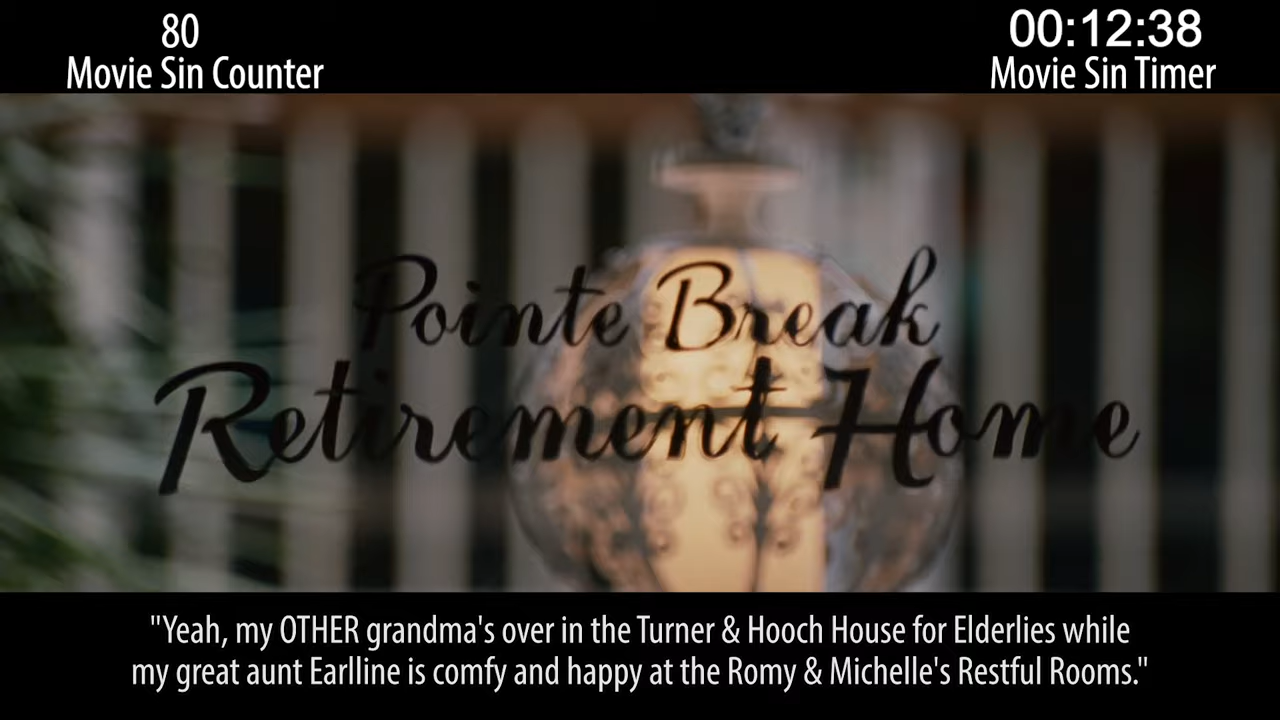 80
Movie Sin Counter
00:12:38
Movie Sin Timer
Pointe Break
Retirement Home
"Yeah, my OTHER grandma's over in the Turner & Hooch House for Elderlies while
my great aunt Earlline is comfy and happy at the Romy & Michelle's Restful Rooms."